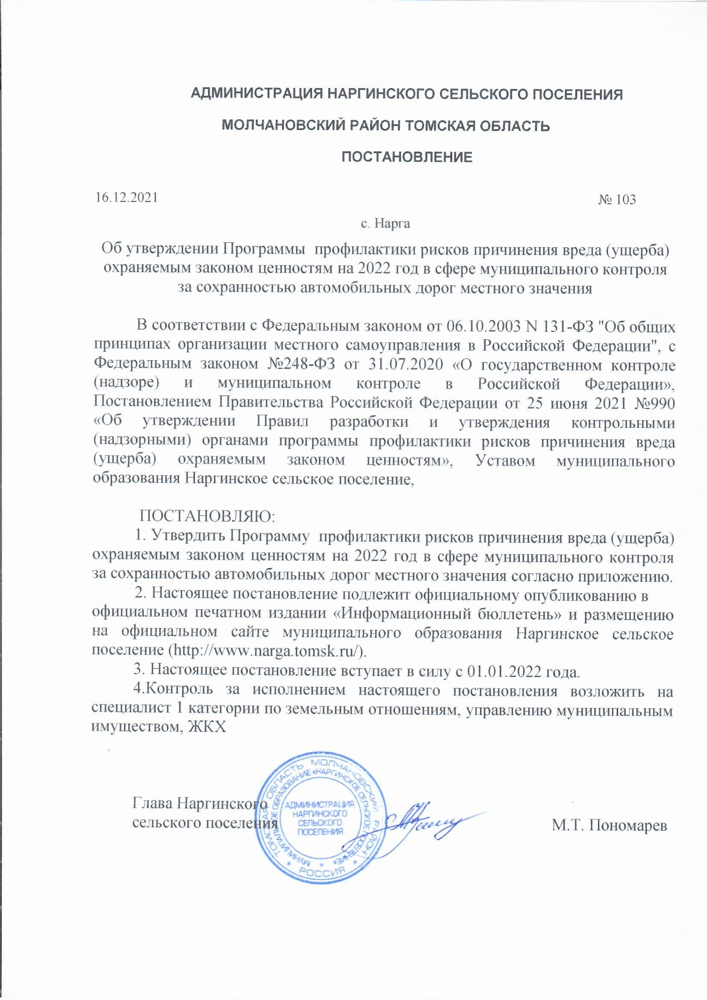 АДМИНИСТРАЦИЯ НАРГИНСКОГО СЕЛЬСКОГО ПОСЕЛЕНИЯ
МОЛЧАНОВСКИЙ РАЙОН ТОМСКАЯ ОБЛАСТЬ
ПОСТАНОВЛЕНИЕ
16.12.2021 № 103
с. Нарга
Об утверждении Программы профилактики рисков причинения вреда (ущерба)
охраняемым законом ценностям на 2022 год в сфере муниципального контроля
за сохранностью автомобильных дорог местного значения
В соответствии с Федеральным законом от 06.10.2003 N 131-ФЗ "Об общих
принципах организации местного самоуправления в Российской Федерации", с
Федеральным законом №248-ФЗ от 31.07.2020 «О государственном контроле
(надзоре) и муниципальном контроле в Российской Федерации»,
Постановлением Правительства Российской Федерации от 25 июня 2021 №990
«Об утверждении Правил разработки и утверждения контрольными
(надзорными) органами программы профилактики рисков причинения вреда
(ущерба) охраняемым законом ценностям», Уставом муниципального
образования Наргинское сельское поселение,
ПОСТАНОВЛЯЮ:
1. Утвердить Программу профилактики рисков причинения вреда (ущерба)
охраняемым законом ценностям на 2022 год в сфере муниципального контроля
за сохранностью автомобильных дорог местного значения согласно приложению.
2. Настоящее постановление подлежит официальному опубликованию в
официальном печатном издании «Информационный бюллетень» и размещению
на официальном сайте муниципального образования Наргинское сельское
поселение (http://www.narga.tomsk.ru/).
3. Настоящее постановление вступает в силу с 01.01.2022 года.
4.Контроль за исполнением настоящего постановления возложить на
специалист 1 категории по земельным отношениям, управлению муниципальным
имуществом, ЖКХ
Глава Наргинского
сельского поселения М.Т. Пономарев
ТОМСКАЯ ОБЛАСТЬ МОЛЧАНОВСКИЙ РАЙОН
* РОССИЯ *
МУНИЦИПАЛЬНОЕ ОБРАЗОВАНИЕ «НАРГИНСКОЕ СЕЛЬСКОЕ ПОСЕЛЕНИЕ» *
АДМИНИСТРАЦИЯ
НАРГИНСКОГО
СЕЛЬСКОГО
ПОСЕЛЕНИЯ